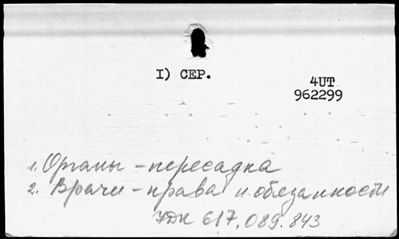 I) СЕР.
4UT
962299
1. Органы - пересадка
2. Врачи - права и обязанности
УДК 617.089.843